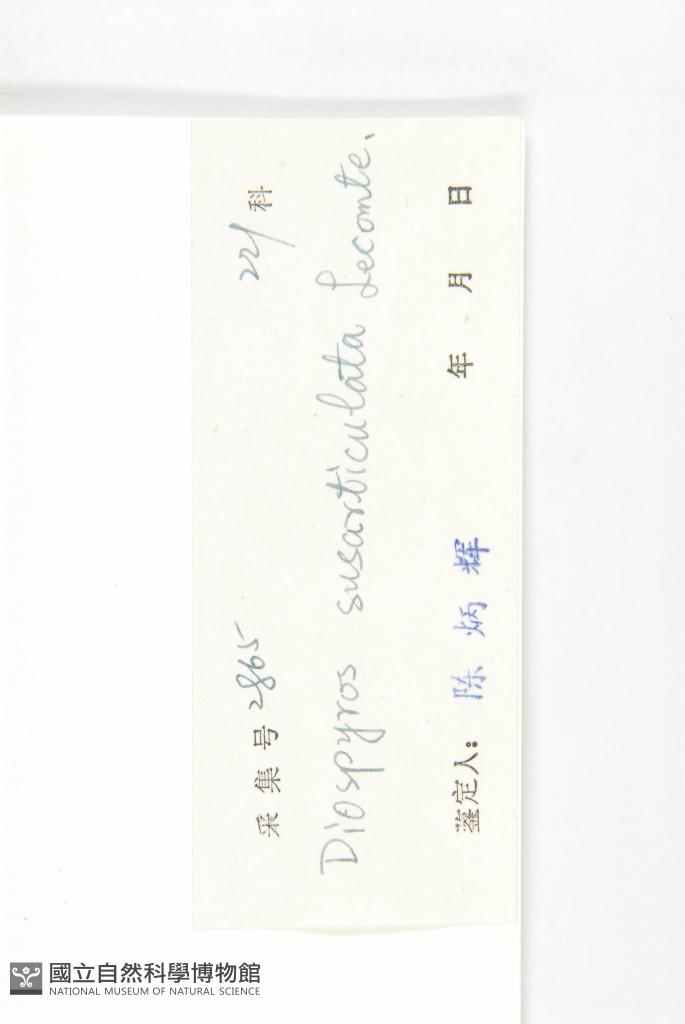 采集号 2865 221 科
Diospyros susarticulata Lecomte.
鉴定人: 陈炳辉 年 月 日
國立自然科學博物館
NATIONAL MUSEUM OF NATURAL SCIENCE